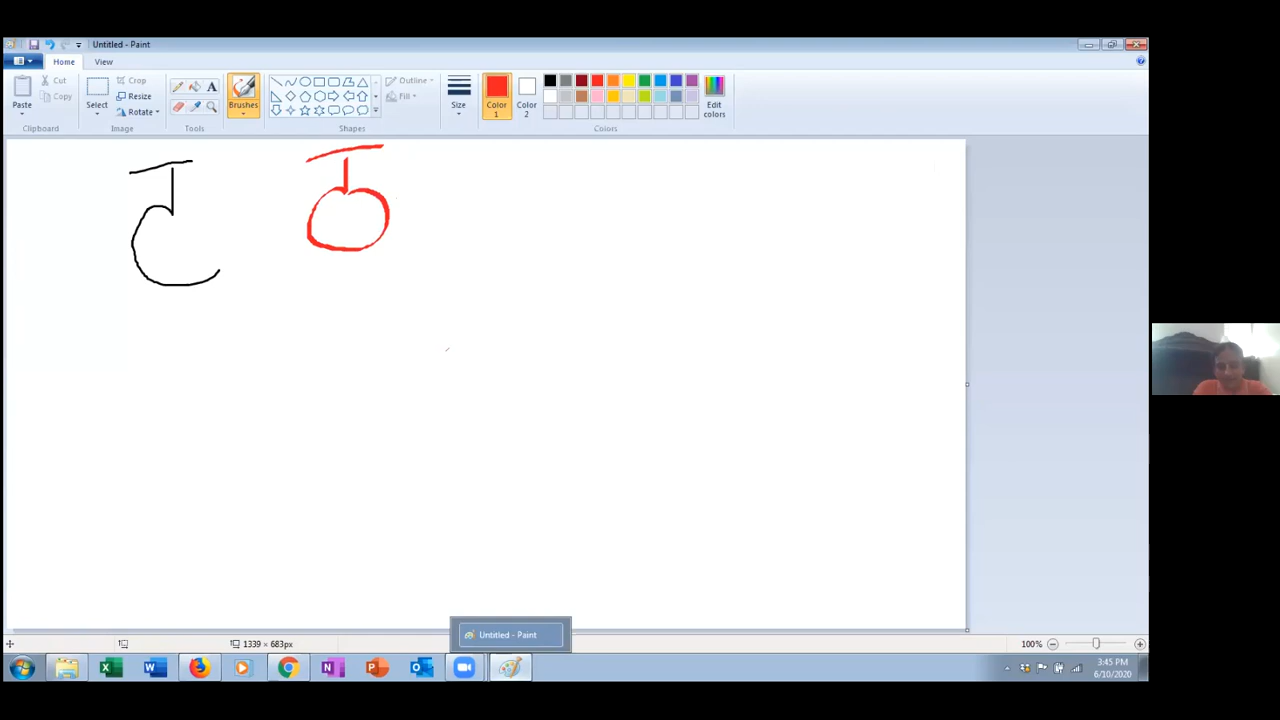 Untitled - Paint
Home View
Paste Cut Copy Select Crop Resize Rotate Brushes Outline Fill Size Color 1 Color 2 Edit colors
Clipboard Image Tools Shapes Colors
ट ठ
Untitled - Paint
1339 × 683px 100%
3:45 PM
6/10/2020